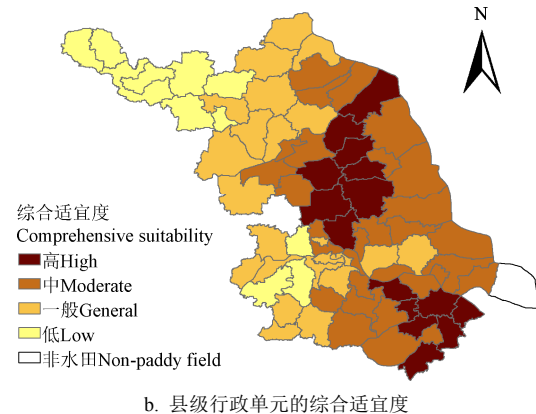 N
综合适宜度
Comprehensive suitability
高High
中Moderate
一般General
低Low
非水田Non-paddy field
b. 县级行政单元的综合适宜度